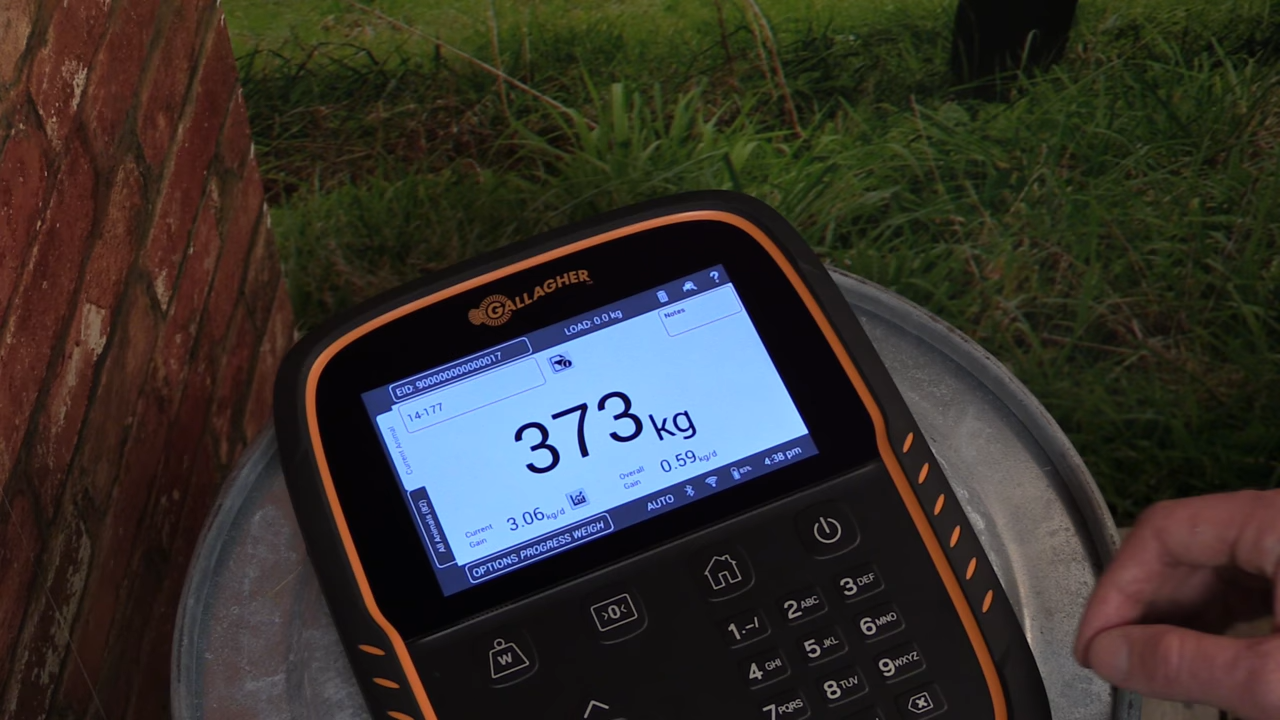 GALLAGHER
LOAD: 0.0 kg
?
EID: 900000000000017
Notes
14-177
Current Animal
373 kg
All Animals (82)
Current Gain
3.06 kg/d
Overall Gain
0.59 kg/d
OPTIONS PROGRESS WEIGH
AUTO
83%
4:38 pm
>0<
W
1.-/
2ABC
3DEF
4GHI
5JKL
6MNO
7PQRS
8TUV
9WXYZ